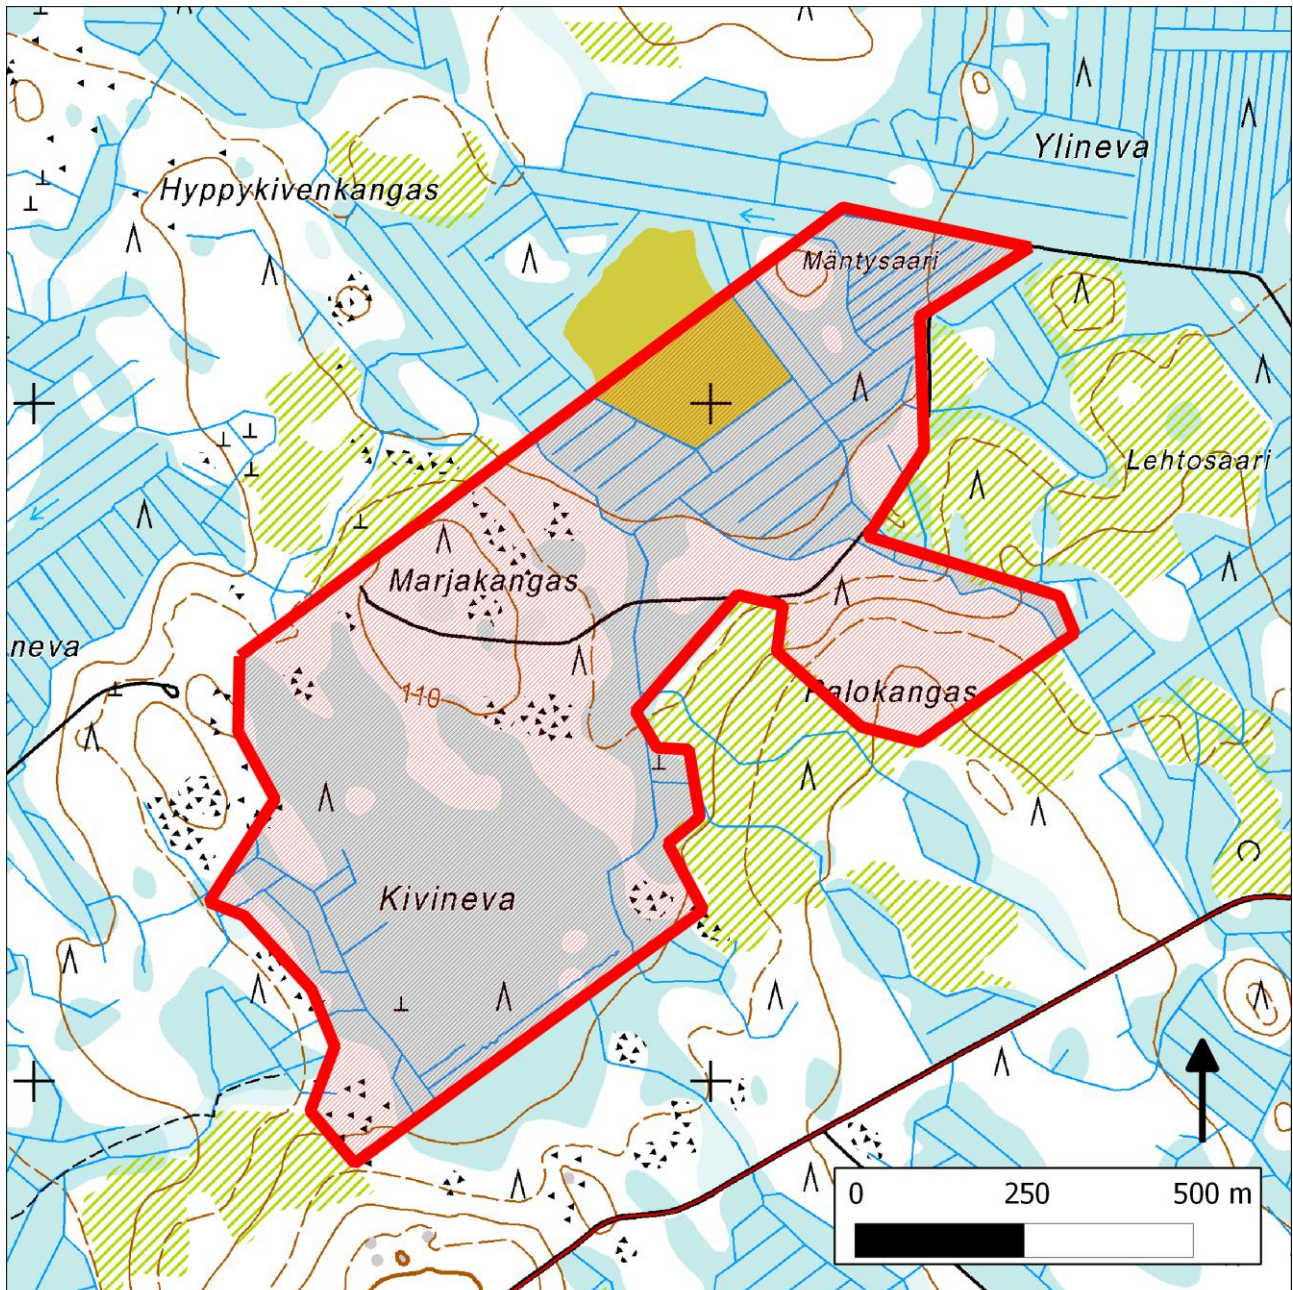 Ylineva
Hyppykivenkangas
Mäntysaari
Lehtosaari
Marjakangas
neva
110
Palokangas
Kivineva
0 250 500 m